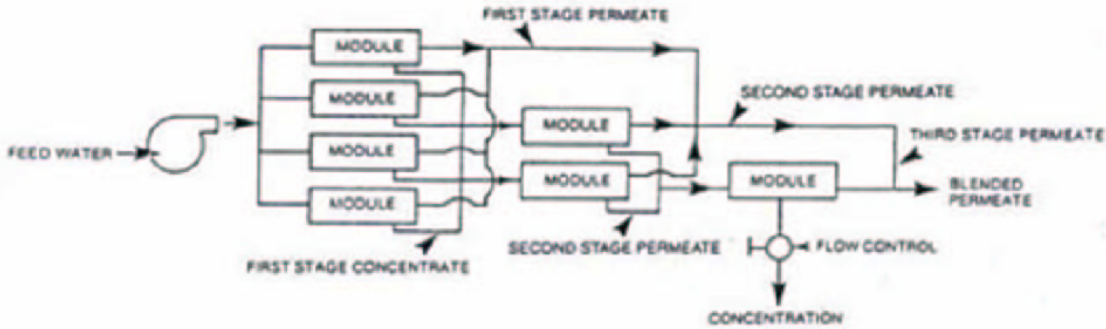 FIRST STAGE PERMEATE
MODULE
MODULE
SECOND STAGE PERMEATE
MODULE
THIRD STAGE PERMEATE
FEED WATER
MODULE
MODULE
MODULE
MODULE
BLENDED
PERMEATE
SECOND STAGE PERMEATE
FLOW CONTROL
FIRST STAGE CONCENTRATE
CONCENTRATION